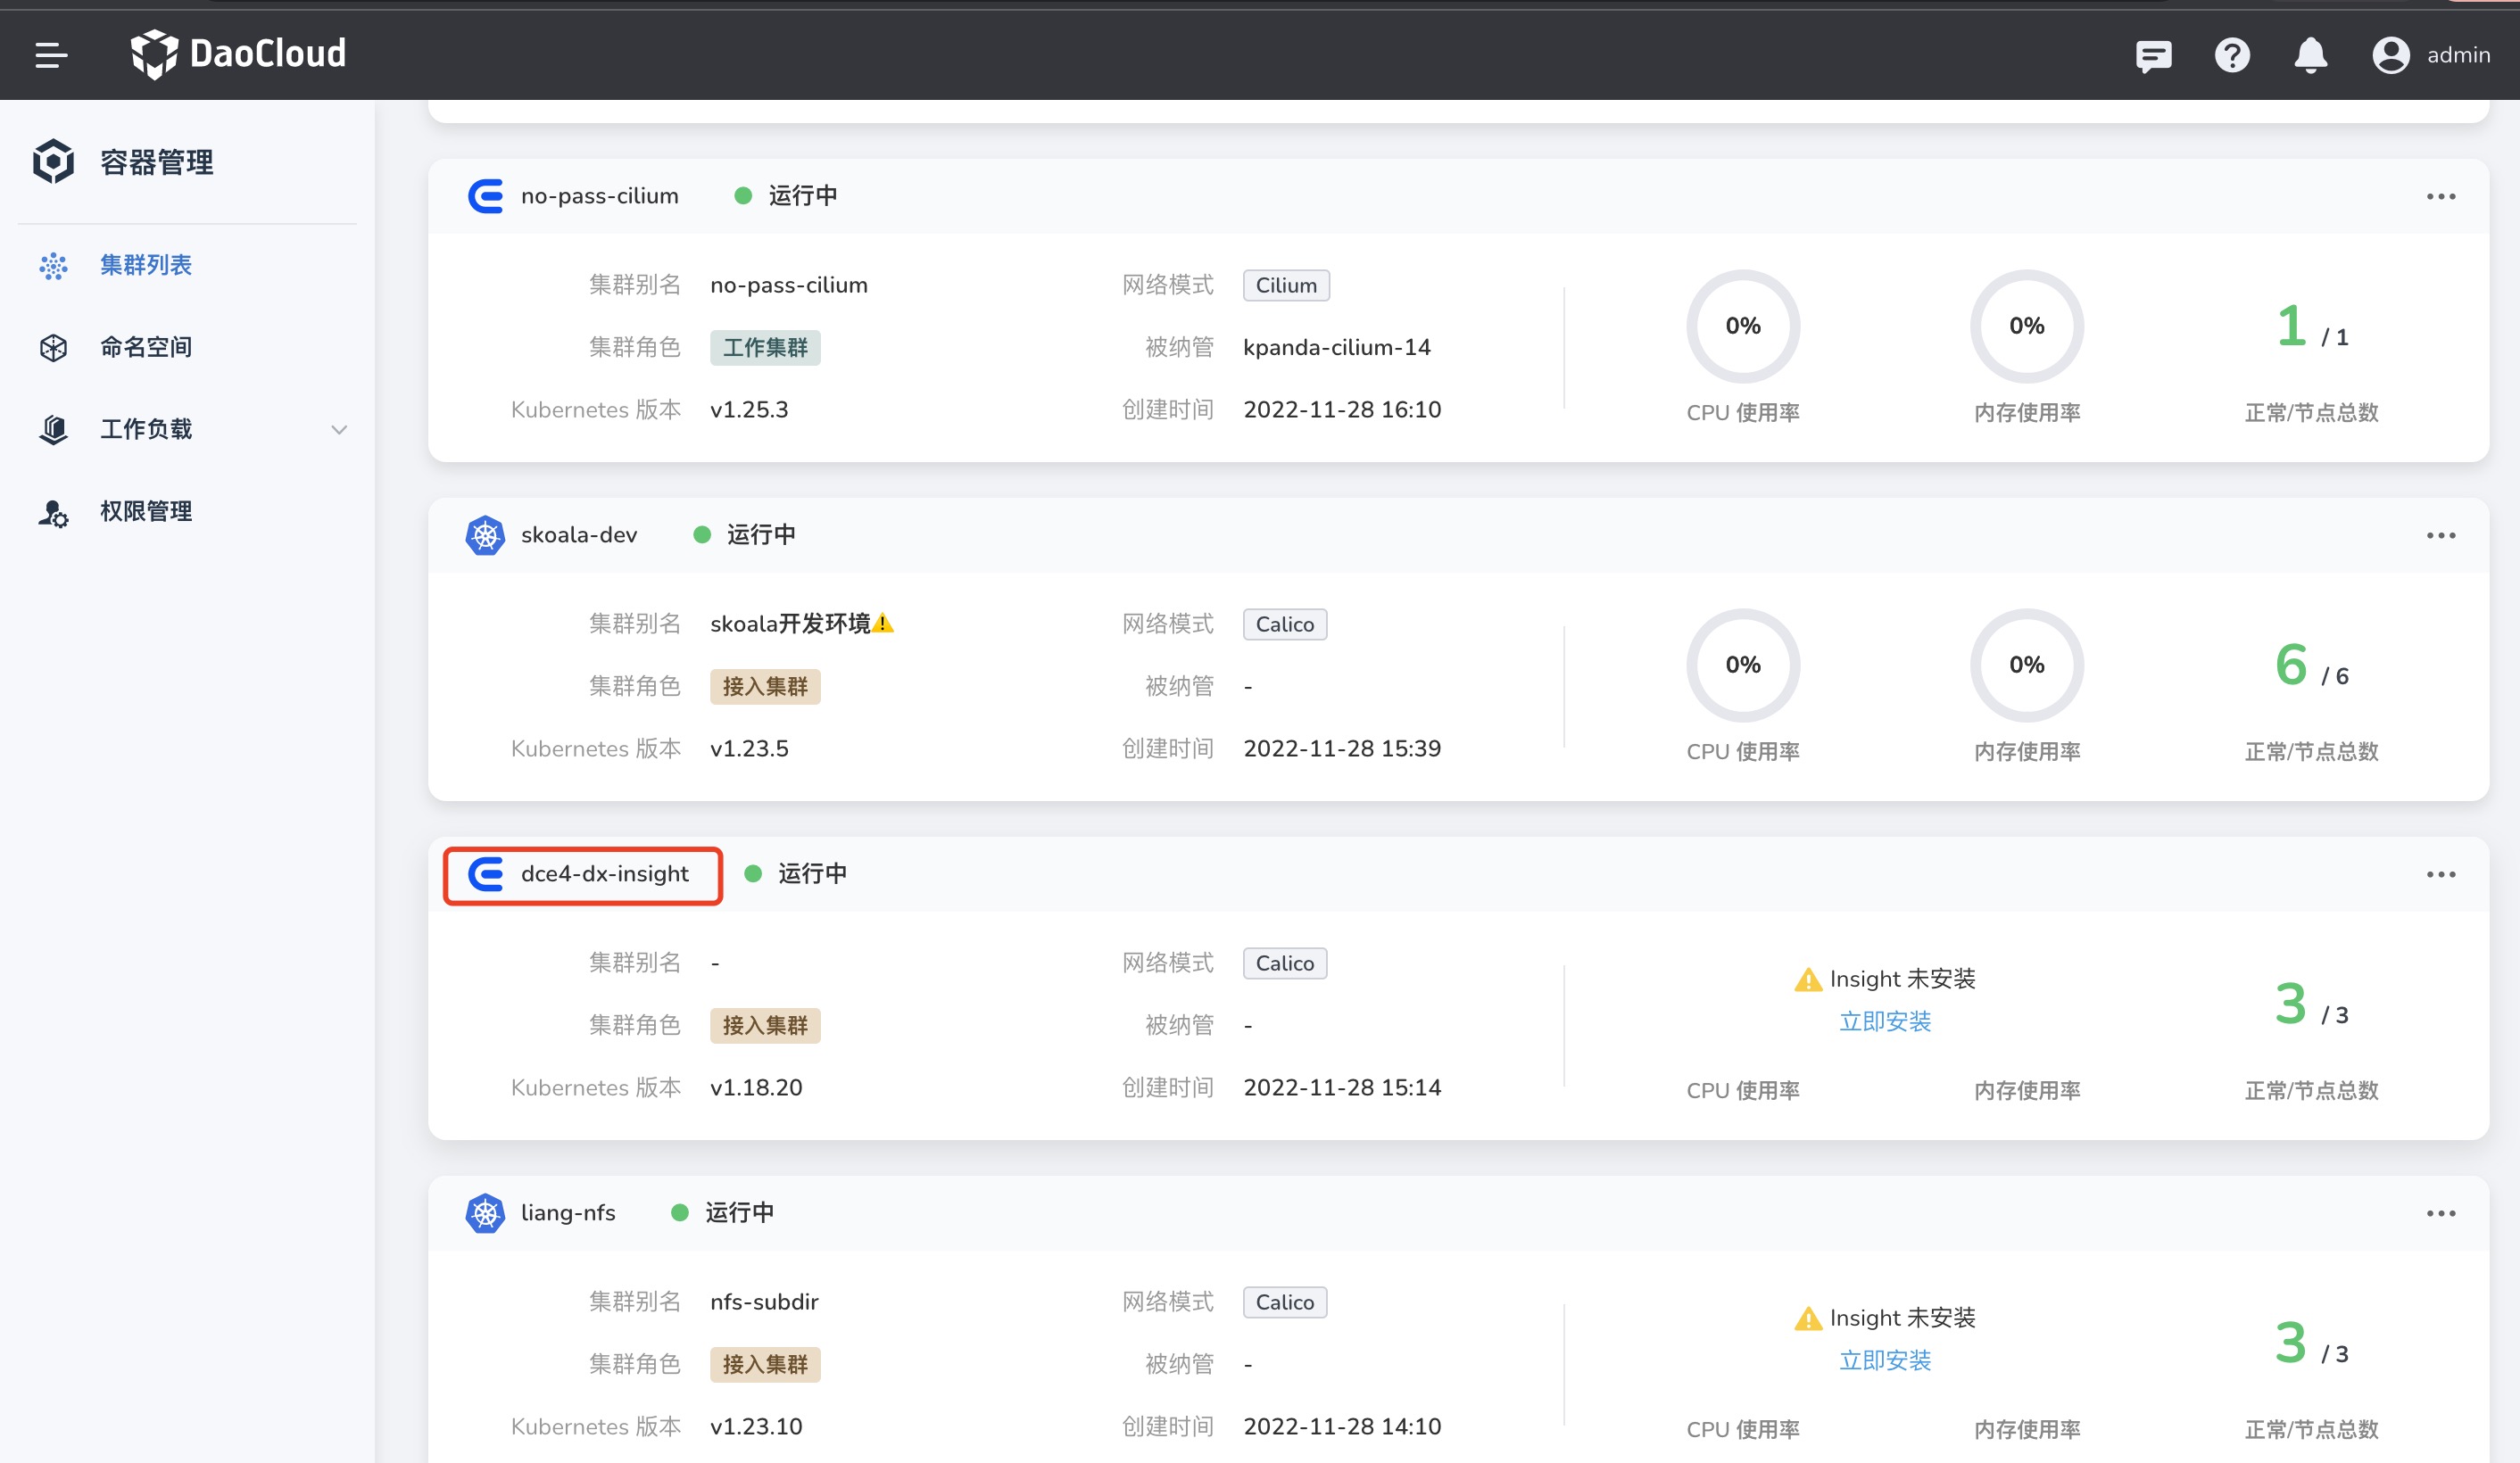 DaoCloud
admin
容器管理
集群列表
命名空间
工作负载
权限管理
no-pass-cilium 运行中
集群别名 no-pass-cilium 网络模式 Cilium
集群角色 工作集群 被纳管 kpanda-cilium-14
Kubernetes 版本 v1.25.3 创建时间 2022-11-28 16:10
0% 0% 1 / 1
CPU 使用率 内存使用率 正常/节点总数
skoala-dev 运行中
集群别名 skoala开发环境⚠️ 网络模式 Calico
集群角色 接入集群 被纳管 -
Kubernetes 版本 v1.23.5 创建时间 2022-11-28 15:39
0% 0% 6 / 6
CPU 使用率 内存使用率 正常/节点总数
dce4-dx-insight 运行中
集群别名 - 网络模式 Calico
集群角色 接入集群 被纳管 -
Kubernetes 版本 v1.18.20 创建时间 2022-11-28 15:14
Insight 未安装
立即安装
3 / 3
CPU 使用率 内存使用率 正常/节点总数
liang-nfs 运行中
集群别名 nfs-subdir 网络模式 Calico
集群角色 接入集群 被纳管 -
Kubernetes 版本 v1.23.10 创建时间 2022-11-28 14:10
Insight 未安装
立即安装
3 / 3
CPU 使用率 内存使用率 正常/节点总数